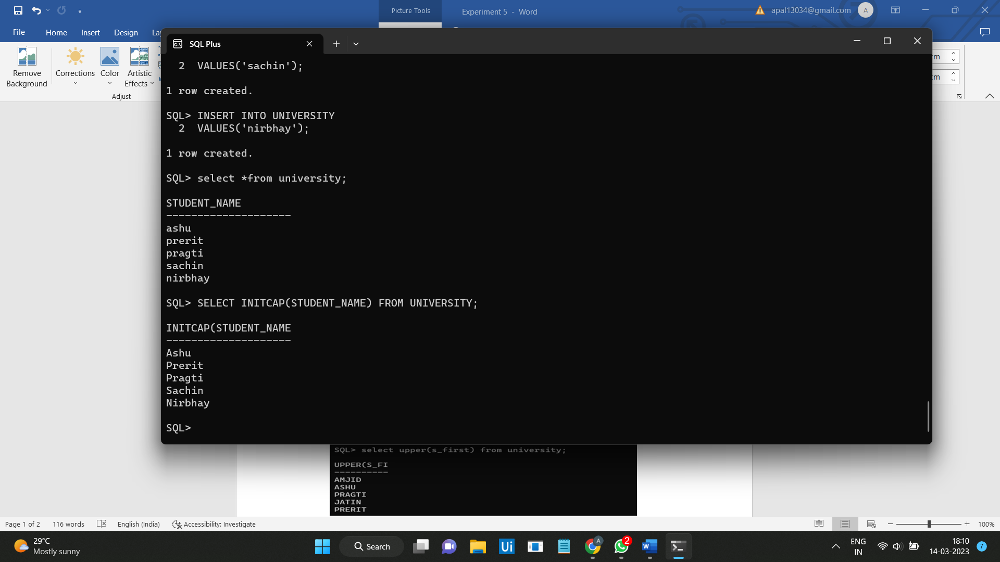 Picture Tools
Experiment 5 - Word
apal13034@gmail.com
A
File
Home
Insert
Design
SQL Plus
Remove Background
Corrections
Color
Artistic Effects
Adjust
cm
cm
2  VALUES('sachin');
1 row created.
SQL> INSERT INTO UNIVERSITY
2  VALUES('nirbhay');
1 row created.
SQL> select *from university;
STUDENT_NAME
--------------------
ashu
prerit
pragti
sachin
nirbhay
SQL> SELECT INITCAP(STUDENT_NAME) FROM UNIVERSITY;
INITCAP(STUDENT_NAME
--------------------
Ashu
Prerit
Pragti
Sachin
Nirbhay
SQL>
SQL> select upper(s_first) from university;
UPPER(S_FI
----------
AMJID
ASHU
PRAGTI
JATIN
PRERIT
Page 1 of 2
116 words
English (India)
Accessibility: Investigate
100%
29°C
Mostly sunny
Search
Ui
A
2
W
ENG
IN
18:10
14-03-2023
7